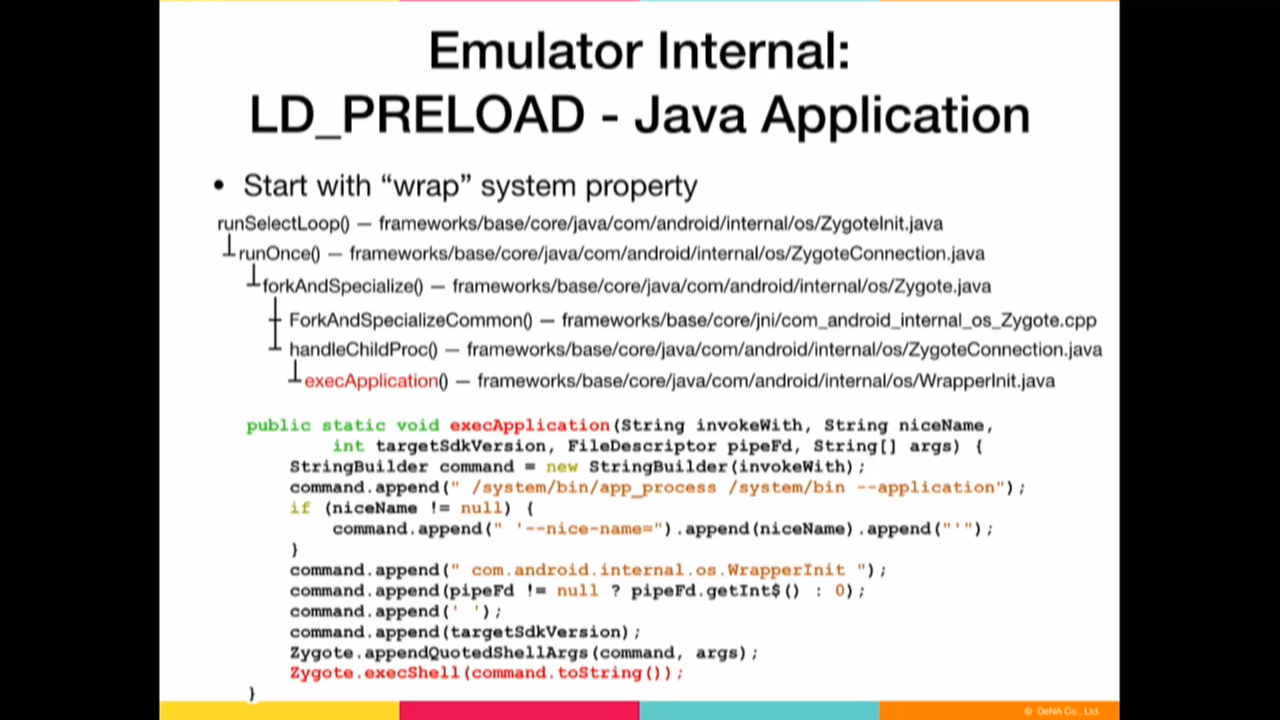 Emulator Internal:
LD_PRELOAD - Java Application
• Start with “wrap” system property
runSelectLoop() — frameworks/base/core/java/com/android/internal/os/ZygoteInit.java
runOnce() — frameworks/base/core/java/com/android/internal/os/ZygoteConnection.java
forkAndSpecialize() — frameworks/base/core/java/com/android/internal/os/Zygote.java
ForkAndSpecializeCommon() — frameworks/base/core/jni/com_android_internal_os_Zygote.cpp
handleChildProc() — frameworks/base/core/java/com/android/internal/os/ZygoteConnection.java
execApplication() — frameworks/base/core/java/com/android/internal/os/WrapperInit.java
public static void execApplication(String invokeWith, String niceName,
int targetSdkVersion, FileDescriptor pipeFd, String[] args) {
StringBuilder command = new StringBuilder(invokeWith);
command.append(" /system/bin/app_process /system/bin --application");
if (niceName != null) {
command.append(" '--nice-name=").append(niceName).append("'");
}
command.append(" com.android.internal.os.WrapperInit ");
command.append(pipeFd != null ? pipeFd.getInt$() : 0);
command.append(' ');
command.append(targetSdkVersion);
Zygote.appendQuotedShellArgs(command, args);
Zygote.execShell(command.toString());
}
© DeNA Co., Ltd.